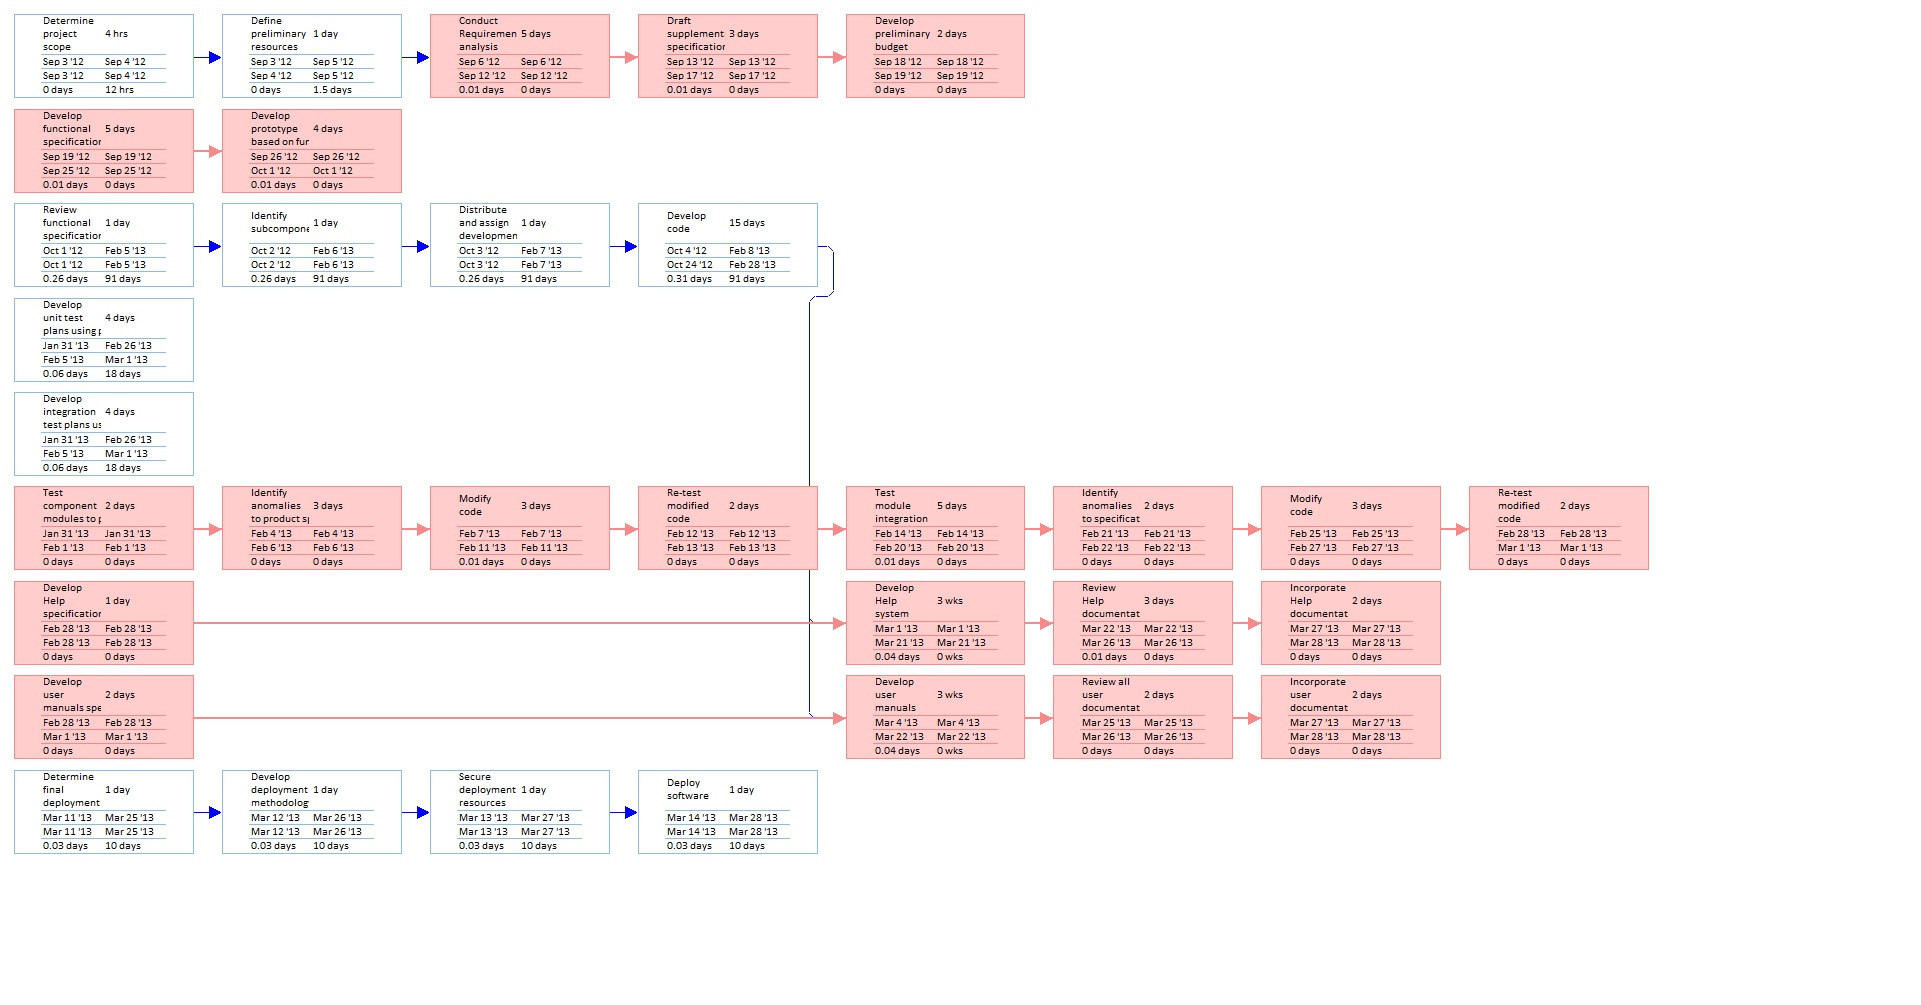 Determine
project 4 hrs
scope
Sep 3 '12 Sep 4 '12
Sep 3 '12 Sep 4 '12
0 days 12 hrs
Define
preliminary 1 day
resources
Sep 3 '12 Sep 5 '12
Sep 4 '12 Sep 5 '12
0 days 1.5 days
Conduct
Requiremen 5 days
analysis
Sep 6 '12 Sep 6 '12
Sep 12 '12 Sep 12 '12
0.01 days 0 days
Draft
supplement 3 days
specification
Sep 13 '12 Sep 13 '12
Sep 17 '12 Sep 17 '12
0.01 days 0 days
Develop
preliminary 2 days
budget
Sep 18 '12 Sep 18 '12
Sep 19 '12 Sep 19 '12
0 days 0 days
Develop
functional 5 days
specification
Sep 19 '12 Sep 19 '12
Sep 25 '12 Sep 25 '12
0.01 days 0 days
Develop
prototype 4 days
based on fur
Sep 26 '12 Sep 26 '12
Oct 1 '12 Oct 1 '12
0.01 days 0 days
Review
functional 1 day
specification
Oct 1 '12 Feb 5 '13
Oct 1 '12 Feb 5 '13
0.26 days 91 days
Identify 1 day
subcompone
Oct 2 '12 Feb 6 '13
Oct 2 '12 Feb 6 '13
0.26 days 91 days
Distribute
and assign 1 day
developmen
Oct 3 '12 Feb 7 '13
Oct 3 '12 Feb 7 '13
0.26 days 91 days
Develop 15 days
code
Oct 4 '12 Feb 8 '13
Oct 24 '12 Feb 28 '13
0.31 days 91 days
Develop
unit test 4 days
plans using p
Jan 31 '13 Feb 26 '13
Feb 5 '13 Mar 1 '13
0.06 days 18 days
Develop
integration 4 days
test plans us
Jan 31 '13 Feb 26 '13
Feb 5 '13 Mar 1 '13
0.06 days 18 days
Test
component 2 days
modules to p
Jan 31 '13 Jan 31 '13
Feb 1 '13 Feb 1 '13
0 days 0 days
Identify
anomalies 3 days
to product sp
Feb 4 '13 Feb 4 '13
Feb 6 '13 Feb 6 '13
0 days 0 days
Modify 3 days
code
Feb 7 '13 Feb 7 '13
Feb 11 '13 Feb 11 '13
0.01 days 0 days
Re-test
modified 2 days
code
Feb 12 '13 Feb 12 '13
Feb 13 '13 Feb 13 '13
0 days 0 days
Test
module 5 days
integration
Feb 14 '13 Feb 14 '13
Feb 20 '13 Feb 20 '13
0.01 days 0 days
Identify
anomalies 2 days
to specificat
Feb 21 '13 Feb 21 '13
Feb 22 '13 Feb 22 '13
0 days 0 days
Modify 3 days
code
Feb 25 '13 Feb 25 '13
Feb 27 '13 Feb 27 '13
0 days 0 days
Re-test
modified 2 days
code
Feb 28 '13 Feb 28 '13
Mar 1 '13 Mar 1 '13
0 days 0 days
Develop
Help 1 day
specification
Feb 28 '13 Feb 28 '13
Feb 28 '13 Feb 28 '13
0 days 0 days
Develop
Help 3 wks
system
Mar 1 '13 Mar 1 '13
Mar 21 '13 Mar 21 '13
0.04 days 0 wks
Review
Help 3 days
documentat
Mar 22 '13 Mar 22 '13
Mar 26 '13 Mar 26 '13
0.01 days 0 days
Incorporate
Help 2 days
documentat
Mar 27 '13 Mar 27 '13
Mar 28 '13 Mar 28 '13
0 days 0 days
Develop
user 2 days
manuals spe
Feb 28 '13 Feb 28 '13
Mar 1 '13 Mar 1 '13
0 days 0 days
Develop
user 3 wks
manuals
Mar 4 '13 Mar 4 '13
Mar 22 '13 Mar 22 '13
0.04 days 0 wks
Review all
user 2 days
documentat
Mar 25 '13 Mar 25 '13
Mar 26 '13 Mar 26 '13
0 days 0 days
Incorporate
user 2 days
documentat
Mar 27 '13 Mar 27 '13
Mar 28 '13 Mar 28 '13
0 days 0 days
Determine
final 1 day
deployment
Mar 11 '13 Mar 25 '13
Mar 11 '13 Mar 25 '13
0.03 days 10 days
Develop
deployment 1 day
methodolog
Mar 12 '13 Mar 26 '13
Mar 12 '13 Mar 26 '13
0.03 days 10 days
Secure
deployment 1 day
resources
Mar 13 '13 Mar 27 '13
Mar 13 '13 Mar 27 '13
0.03 days 10 days
Deploy 1 day
software
Mar 14 '13 Mar 28 '13
Mar 14 '13 Mar 28 '13
0.03 days 10 days